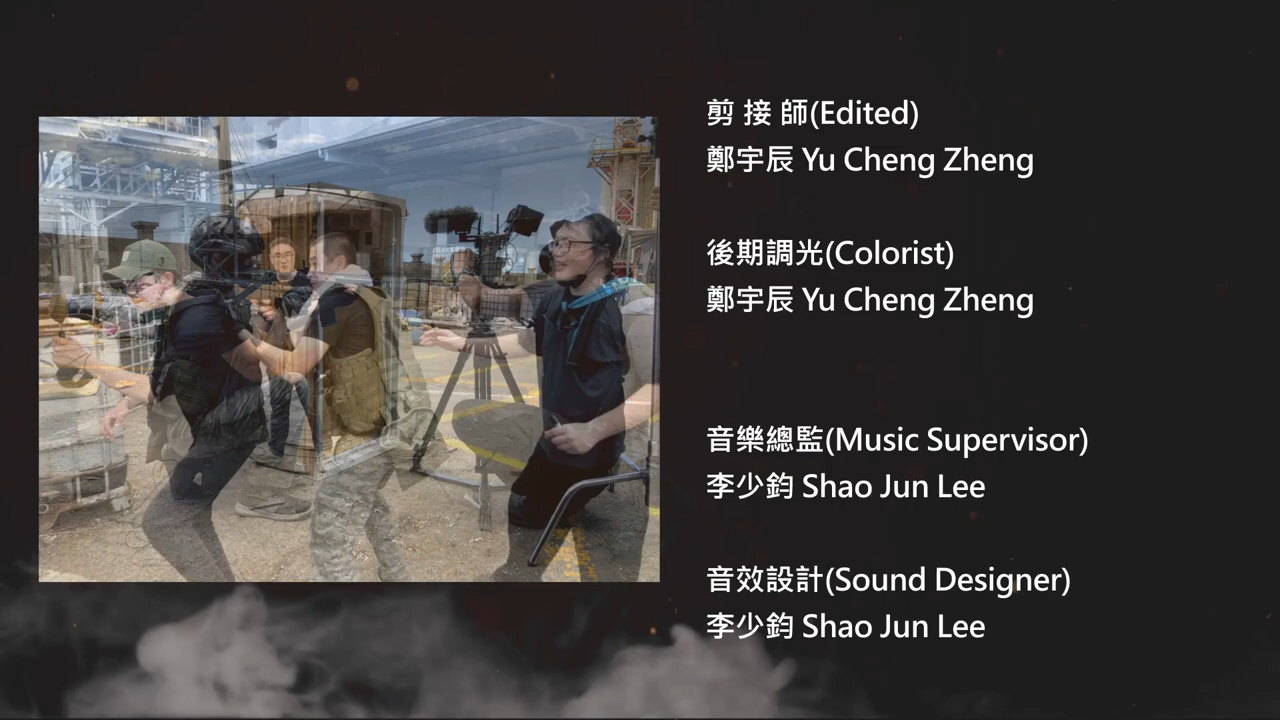 剪 接 師(Edited)
鄭宇辰 Yu Cheng Zheng
後期調光(Colorist)
鄭宇辰 Yu Cheng Zheng
音樂總監(Music Supervisor)
李少鈞 Shao Jun Lee
音效設計(Sound Designer)
李少鈞 Shao Jun Lee